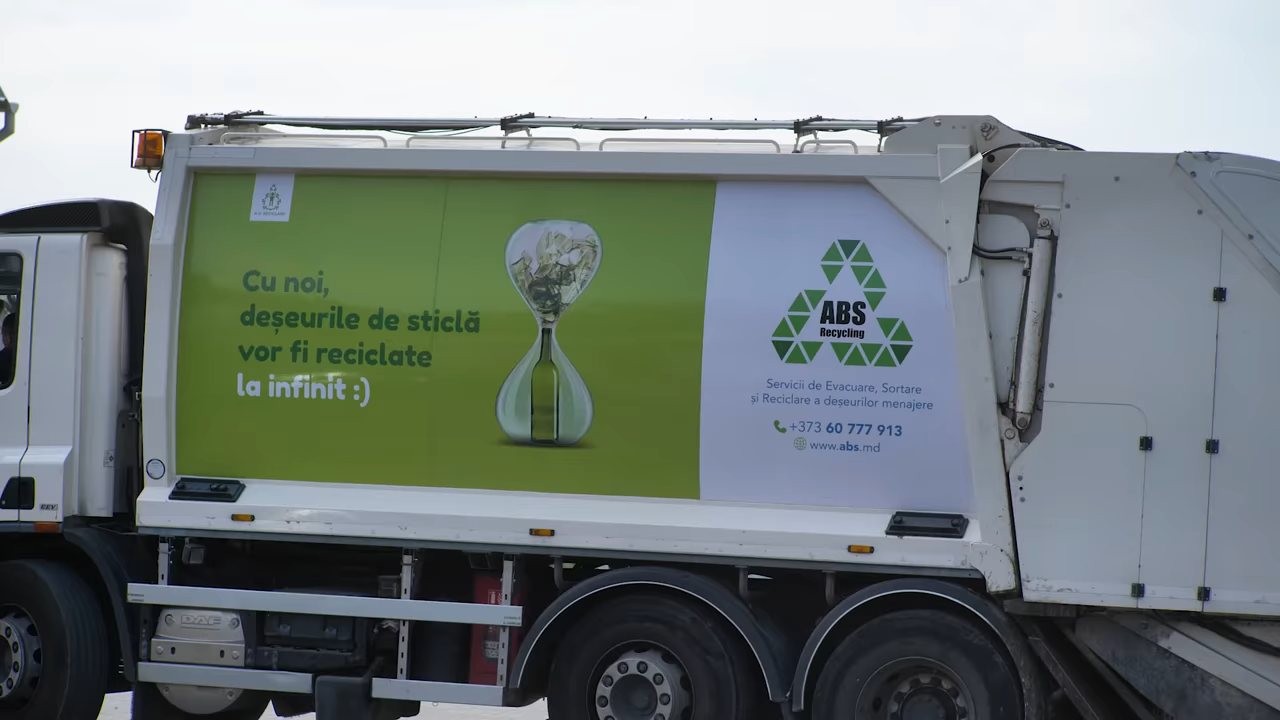 Cu noi,
deșeurile de sticlă
vor fi reciclate
la infinit :)
ABS
Recycling
Servicii de Evacuare, Sortare
și Reciclare a deșeurilor menajere
+373 60 777 913
www.abs.md
DAF